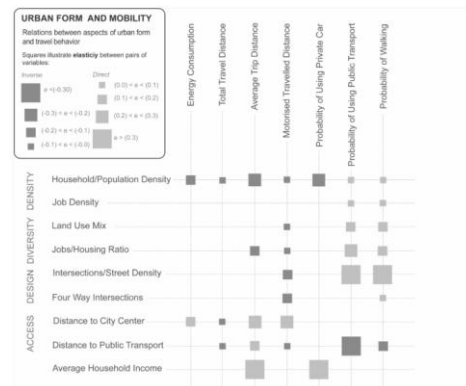 URBAN FORM AND MOBILITY
Relations between aspects of urban form
and travel behavior
Squares illustrate elasticiy between pairs of
variables:
Inverse
Direct
(0.0) < e < (0.1)
(0.1) < e < (0.2)
(0.2) < e < (0.3)
(-0.3) < e < (-0.2)
(-0.2) < e < (-0.1)
(-0.1) < e < (-0.0)
Energy Consumption
Total Travel Distance
Average Trip Distance
Motorised Travelled Distance
Probability of Using Private Car
Probability of Using Public Transport
Probability of Walking
DENSITY
Household/Population Density
Job Density
DIVERSITY
Land Use Mix
Jobs/Housing Ratio
DESIGN
Intersections/Street Density
Four Way Intersections
ACCESS
Distance to City Center
Distance to Public Transport
Average Household Income